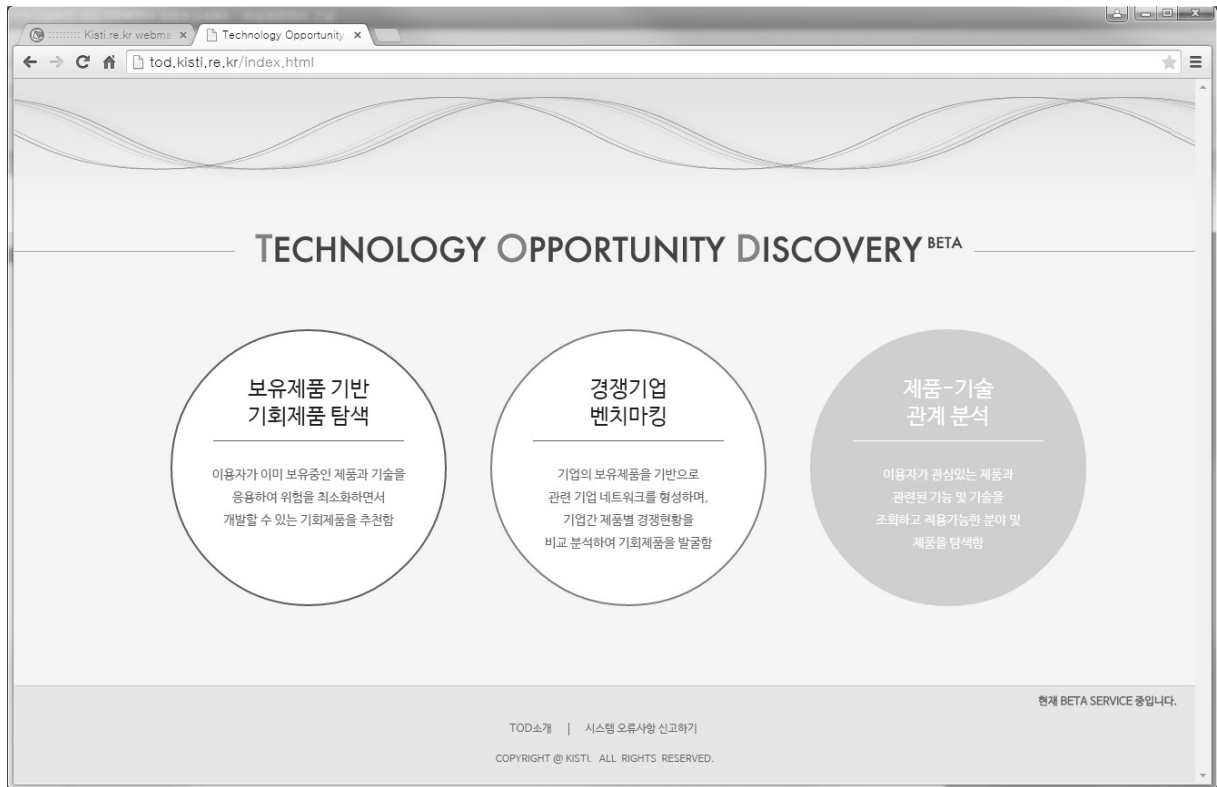 ::::::::: Kisti.re.kr webma
Technology Opportunity
tod.kisti.re.kr/index.html
TECHNOLOGY OPPORTUNITY DISCOVERY BETA
보유제품 기반
기회제품 탐색
이용자가 이미 보유중인 제품과 기술을
응용하여 위험을 최소화하면서
개발할 수 있는 기회제품을 추천함
경쟁기업
벤치마킹
기업의 보유제품을 기반으로
관련 기업 네트워크를 형성하며,
기업간 제품별 경쟁현황을
비교 분석하여 기회제품을 발굴함
제품-기술
관계 분석
이용자가 관심있는 제품과
관련된 기능 및 기술을
조회하고 적용가능한 분야 및
제품을 탐색함
현재 BETA SERVICE 중입니다.
TOD소개 | 시스템 오류사항 신고하기
COPYRIGHT @ KISTI. ALL RIGHTS RESERVED.